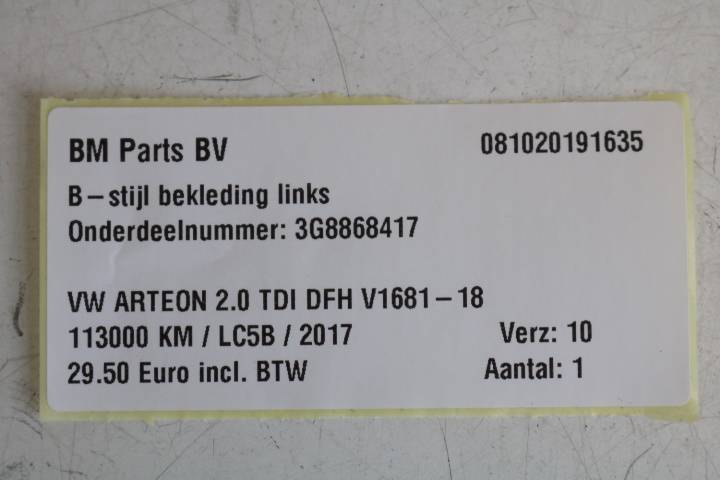 BM Parts BV 081020191635
B-stijl bekleding links
Onderdeelnummer: 3G8868417
VW ARTEON 2.0 TDI DFH V1681-18
113000 KM / LC5B / 2017 Verz: 10
29.50 Euro incl. BTW Aantal: 1